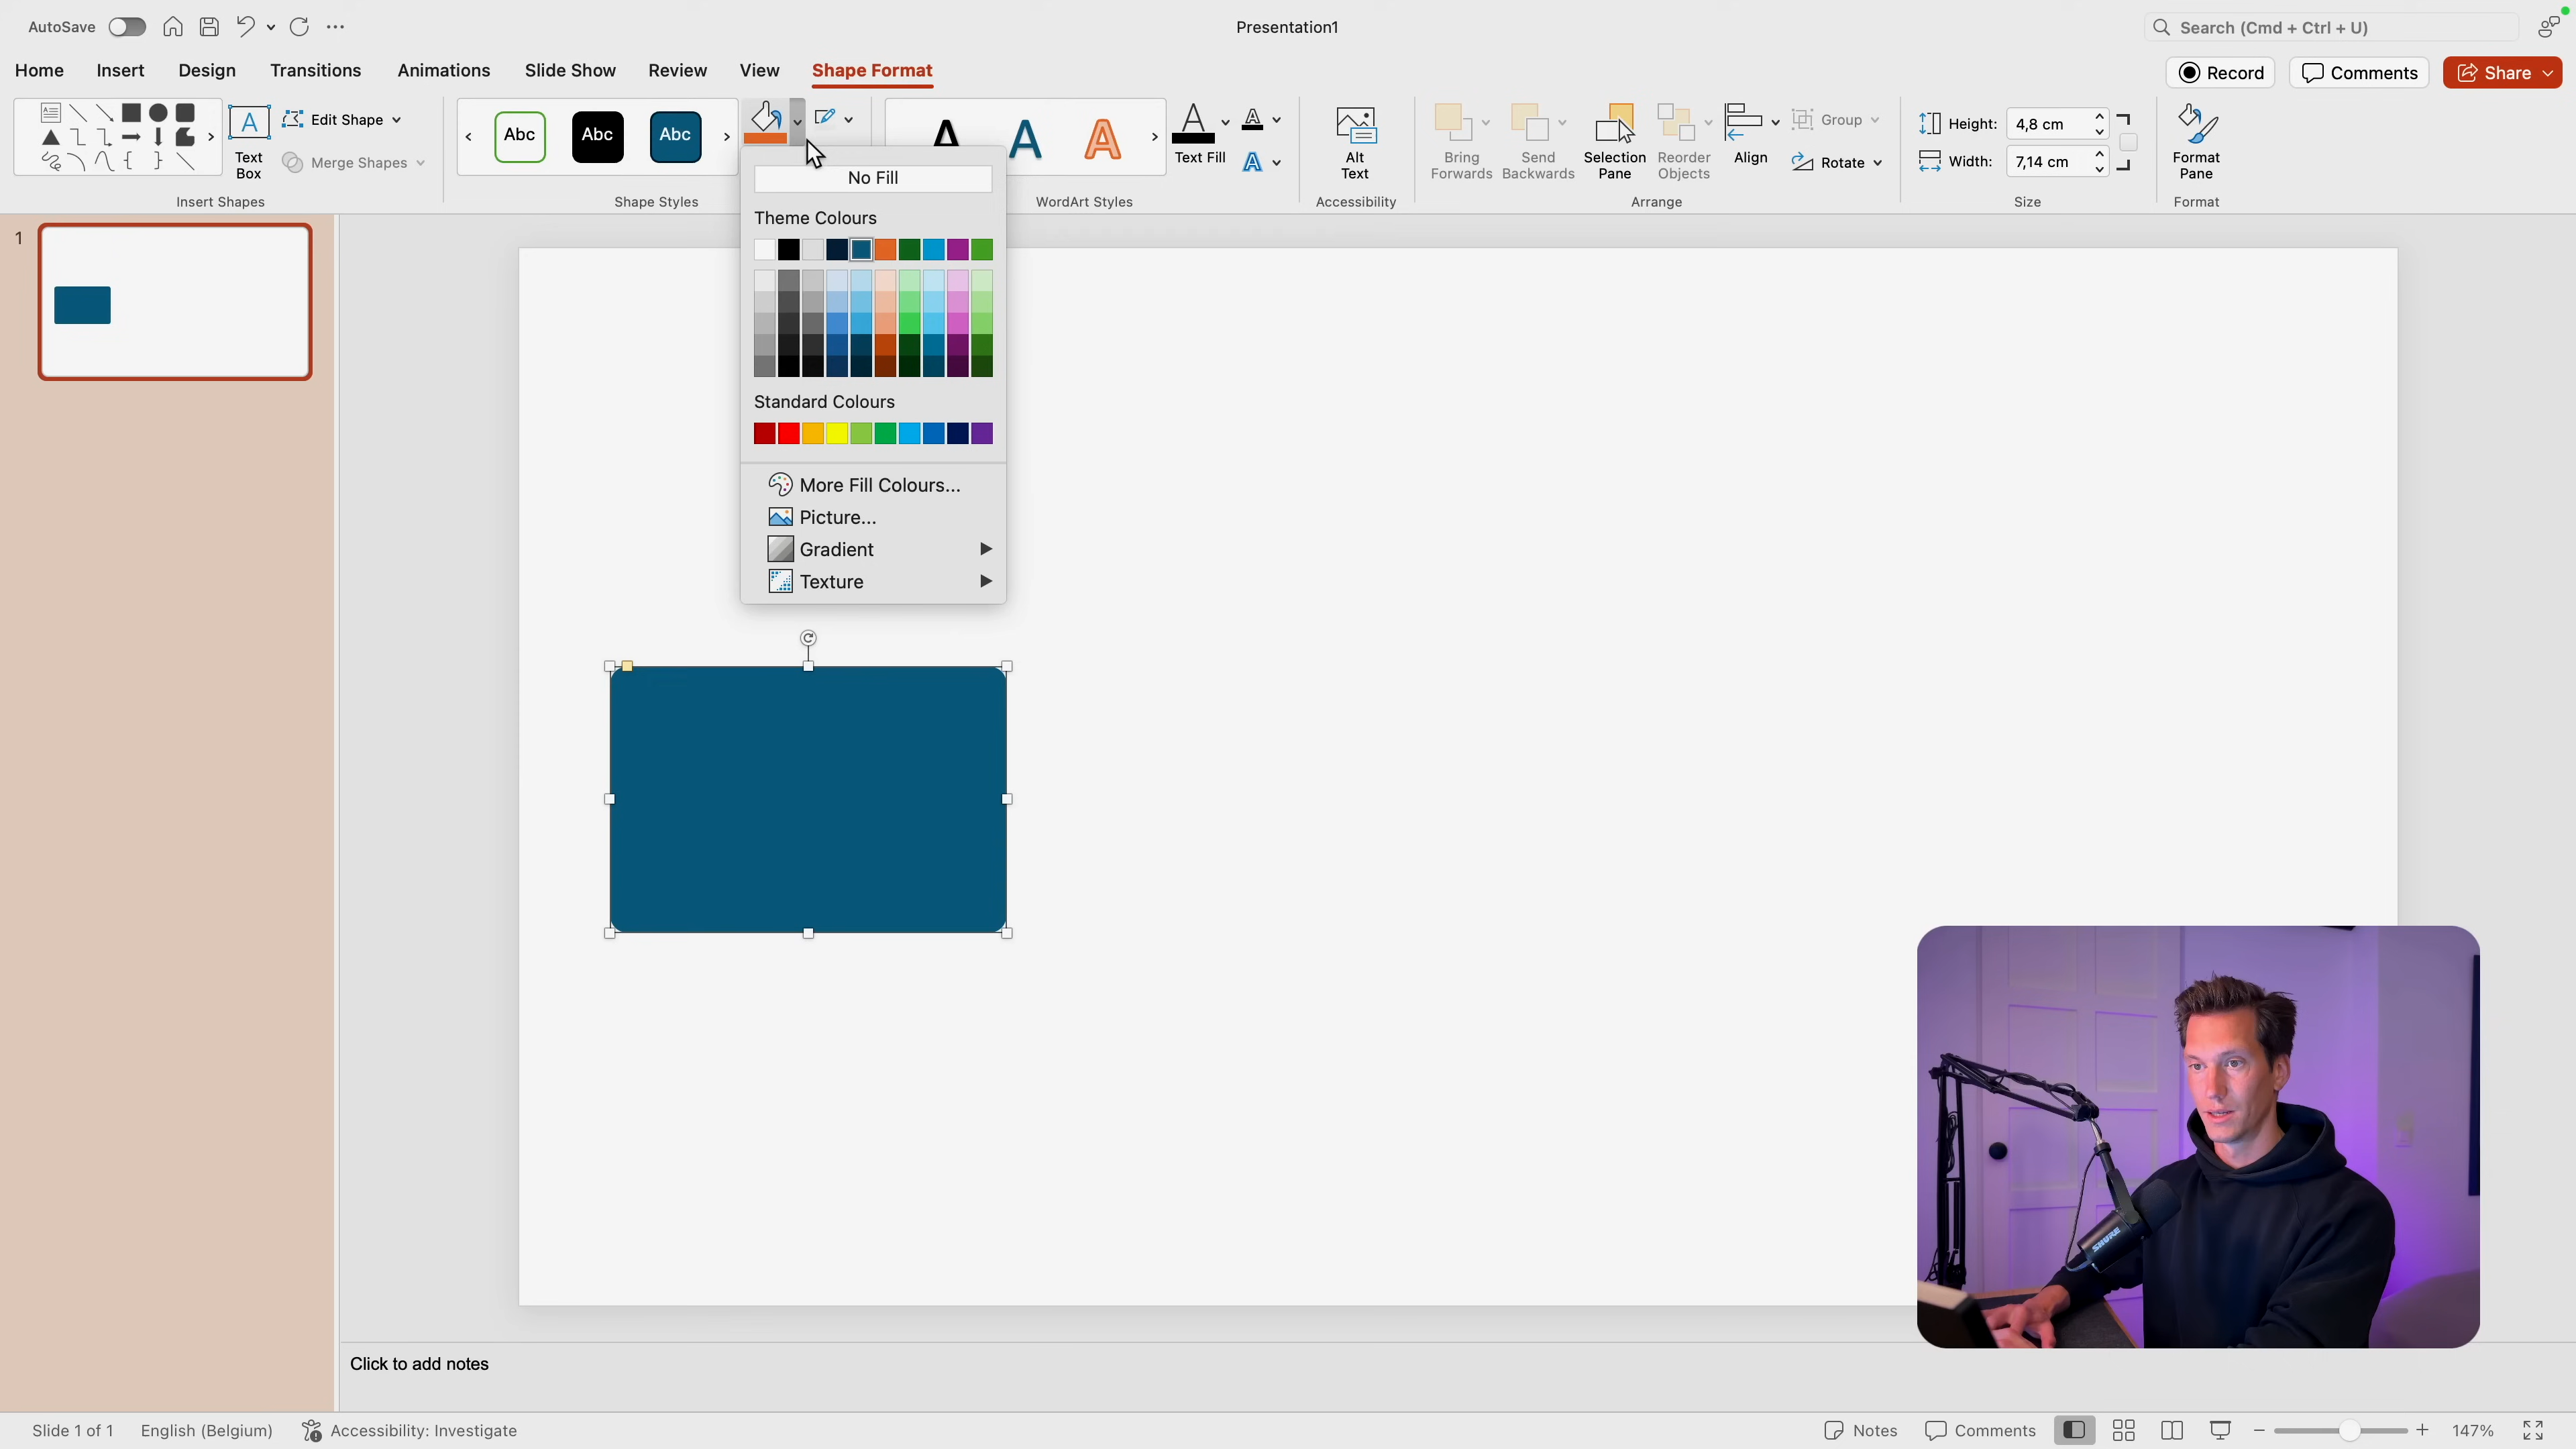 AutoSave
Presentation1
Search (Cmd + Ctrl + U)
Home Insert Design Transitions Animations Slide Show Review View Shape Format
Record Comments Share
Text Box
Edit Shape
Merge Shapes
Insert Shapes
Abc Abc Abc
Shape Styles
A A A
WordArt Styles
Text Fill
Alt Text
Accessibility
Bring Forwards
Send Backwards
Selection Pane
Reorder Objects
Align
Group
Rotate
Arrange
Height: 4,8 cm
Width: 7,14 cm
Size
Format Pane
Format
No Fill
Theme Colours
Standard Colours
More Fill Colours...
Picture...
Gradient
Texture
1
SHURE
Click to add notes
Slide 1 of 1 English (Belgium) Accessibility: Investigate
Notes Comments 147%